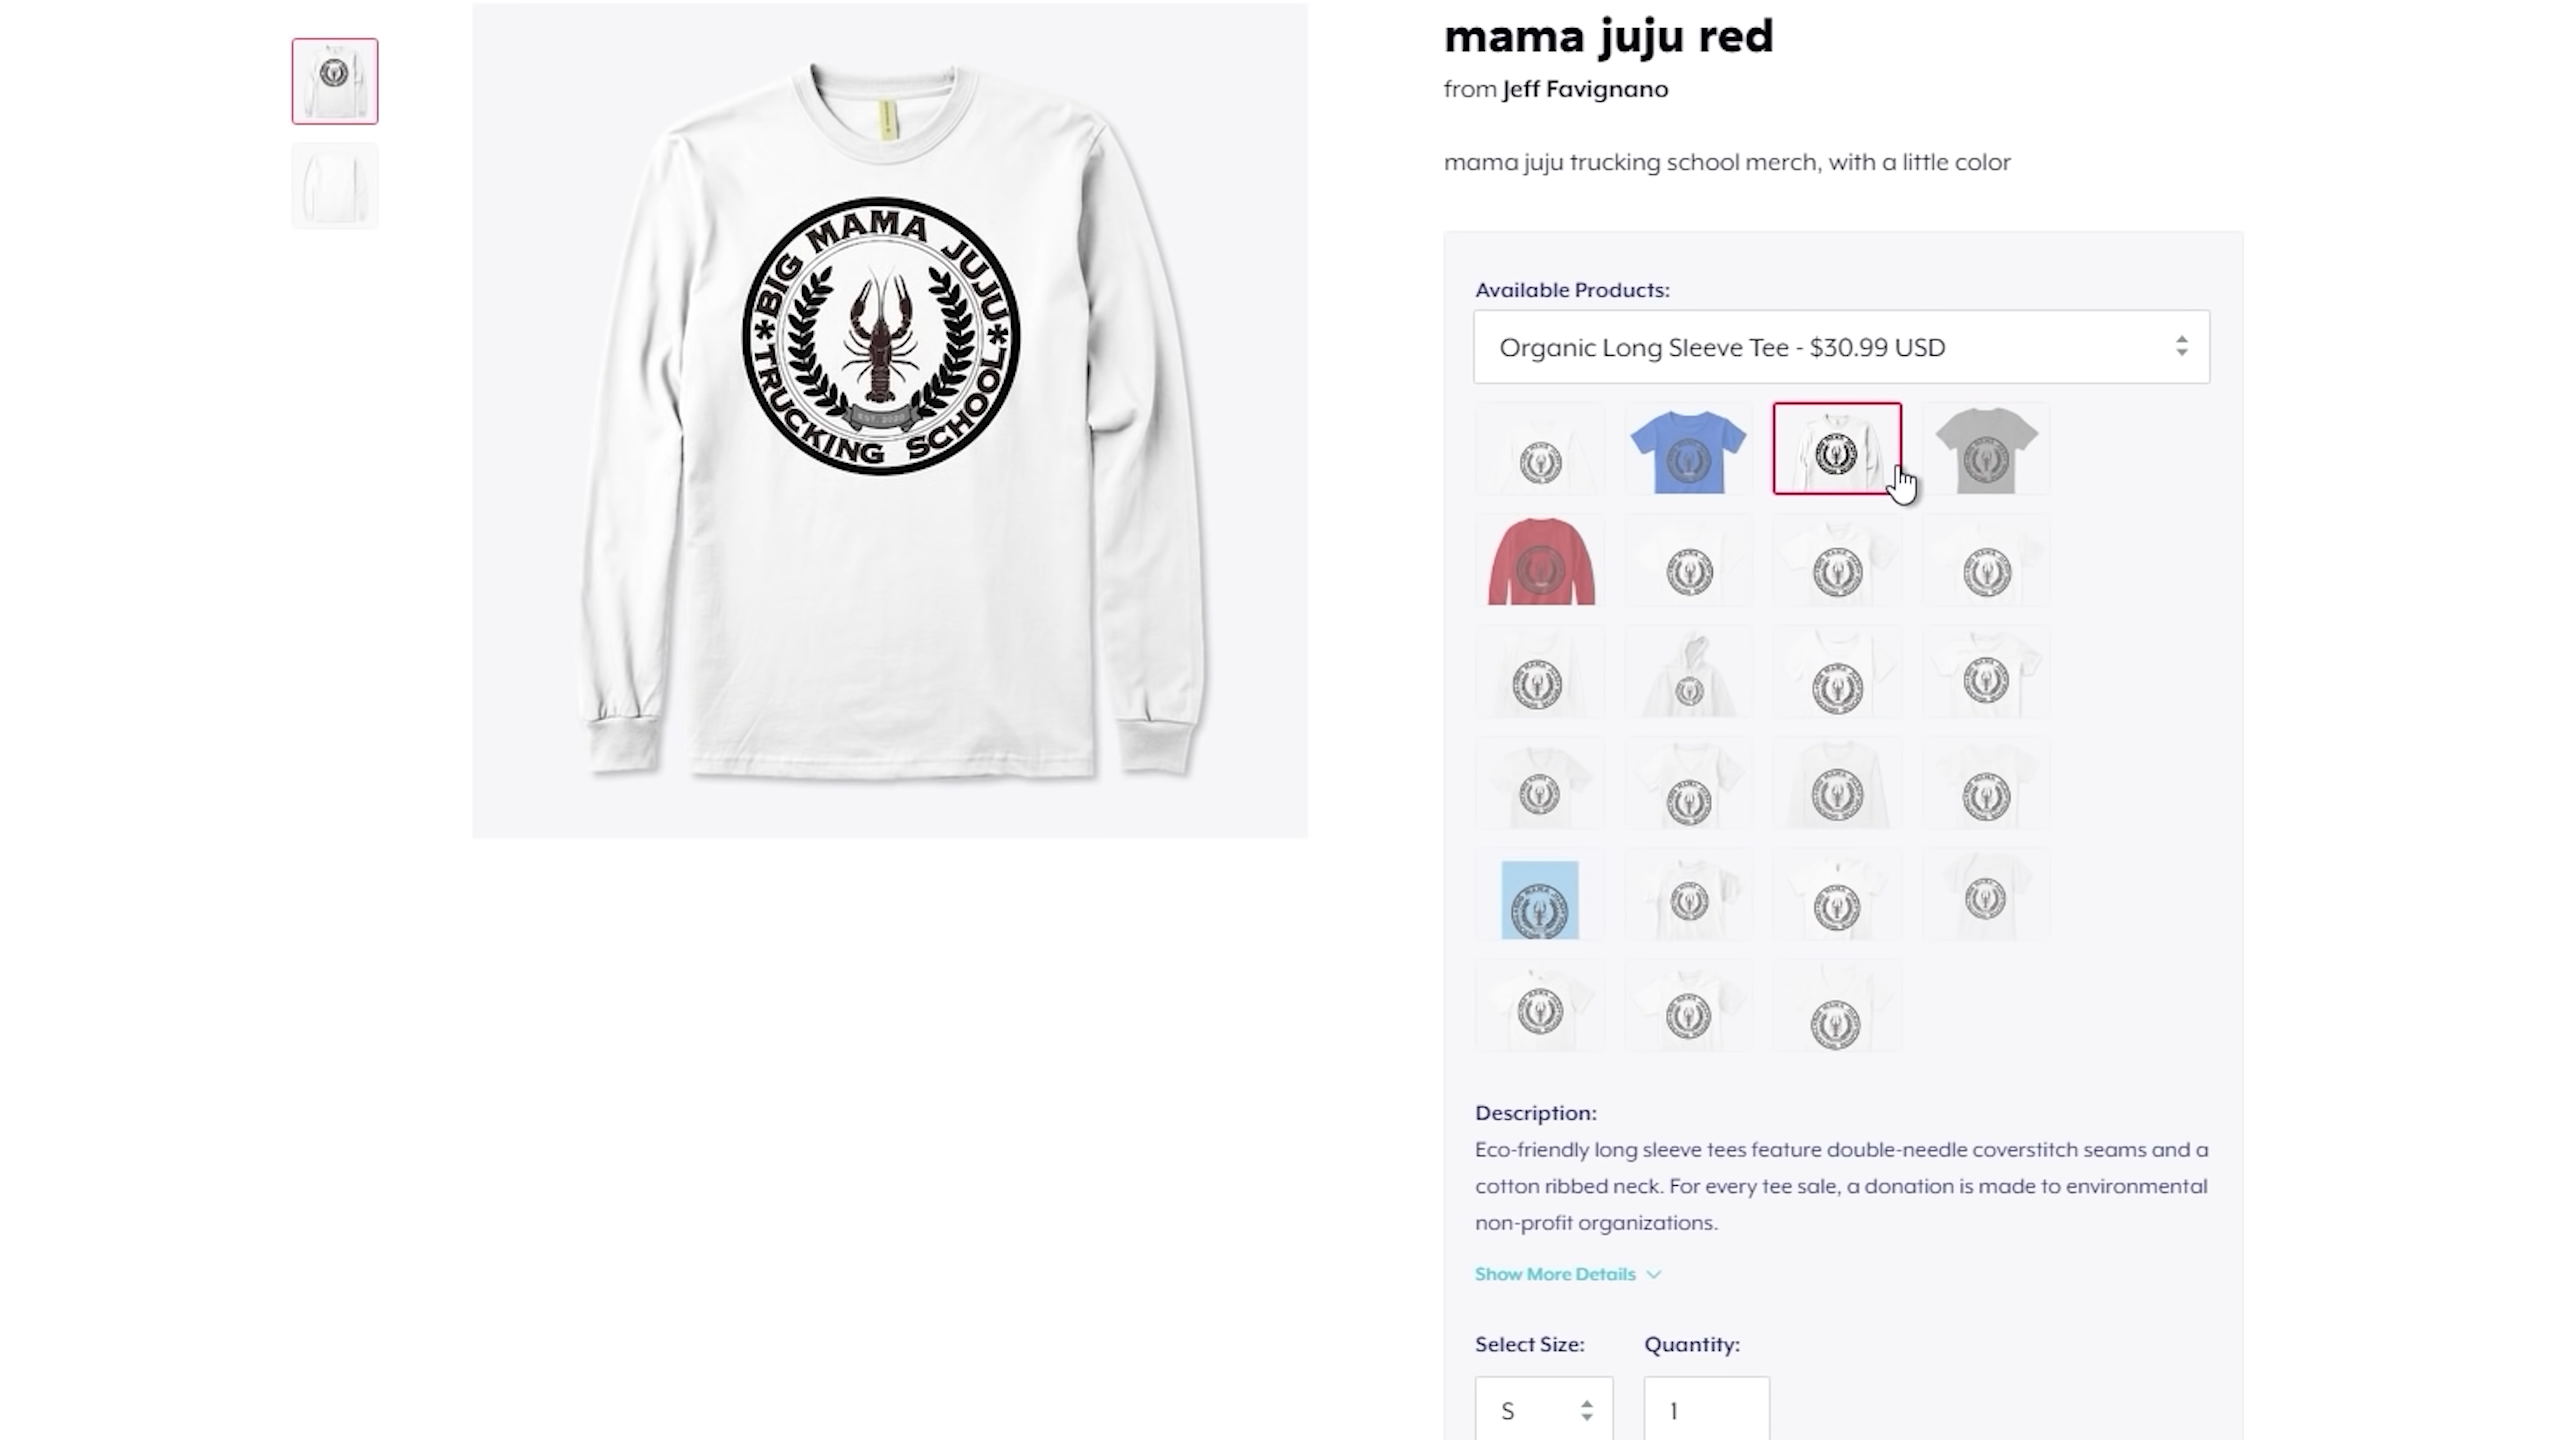 mama juju red
from Jeff Favignano
mama juju trucking school merch, with a little color
BIG MAMA JUJU
EST. 2020
* TRUCKING SCHOOL *
Available Products:
Organic Long Sleeve Tee - $30.99 USD
Description:
Eco-friendly long sleeve tees feature double-needle coverstitch seams and a
cotton ribbed neck. For every tee sale, a donation is made to environmental
non-profit organizations.
Show More Details
Select Size:
Quantity:
S
1